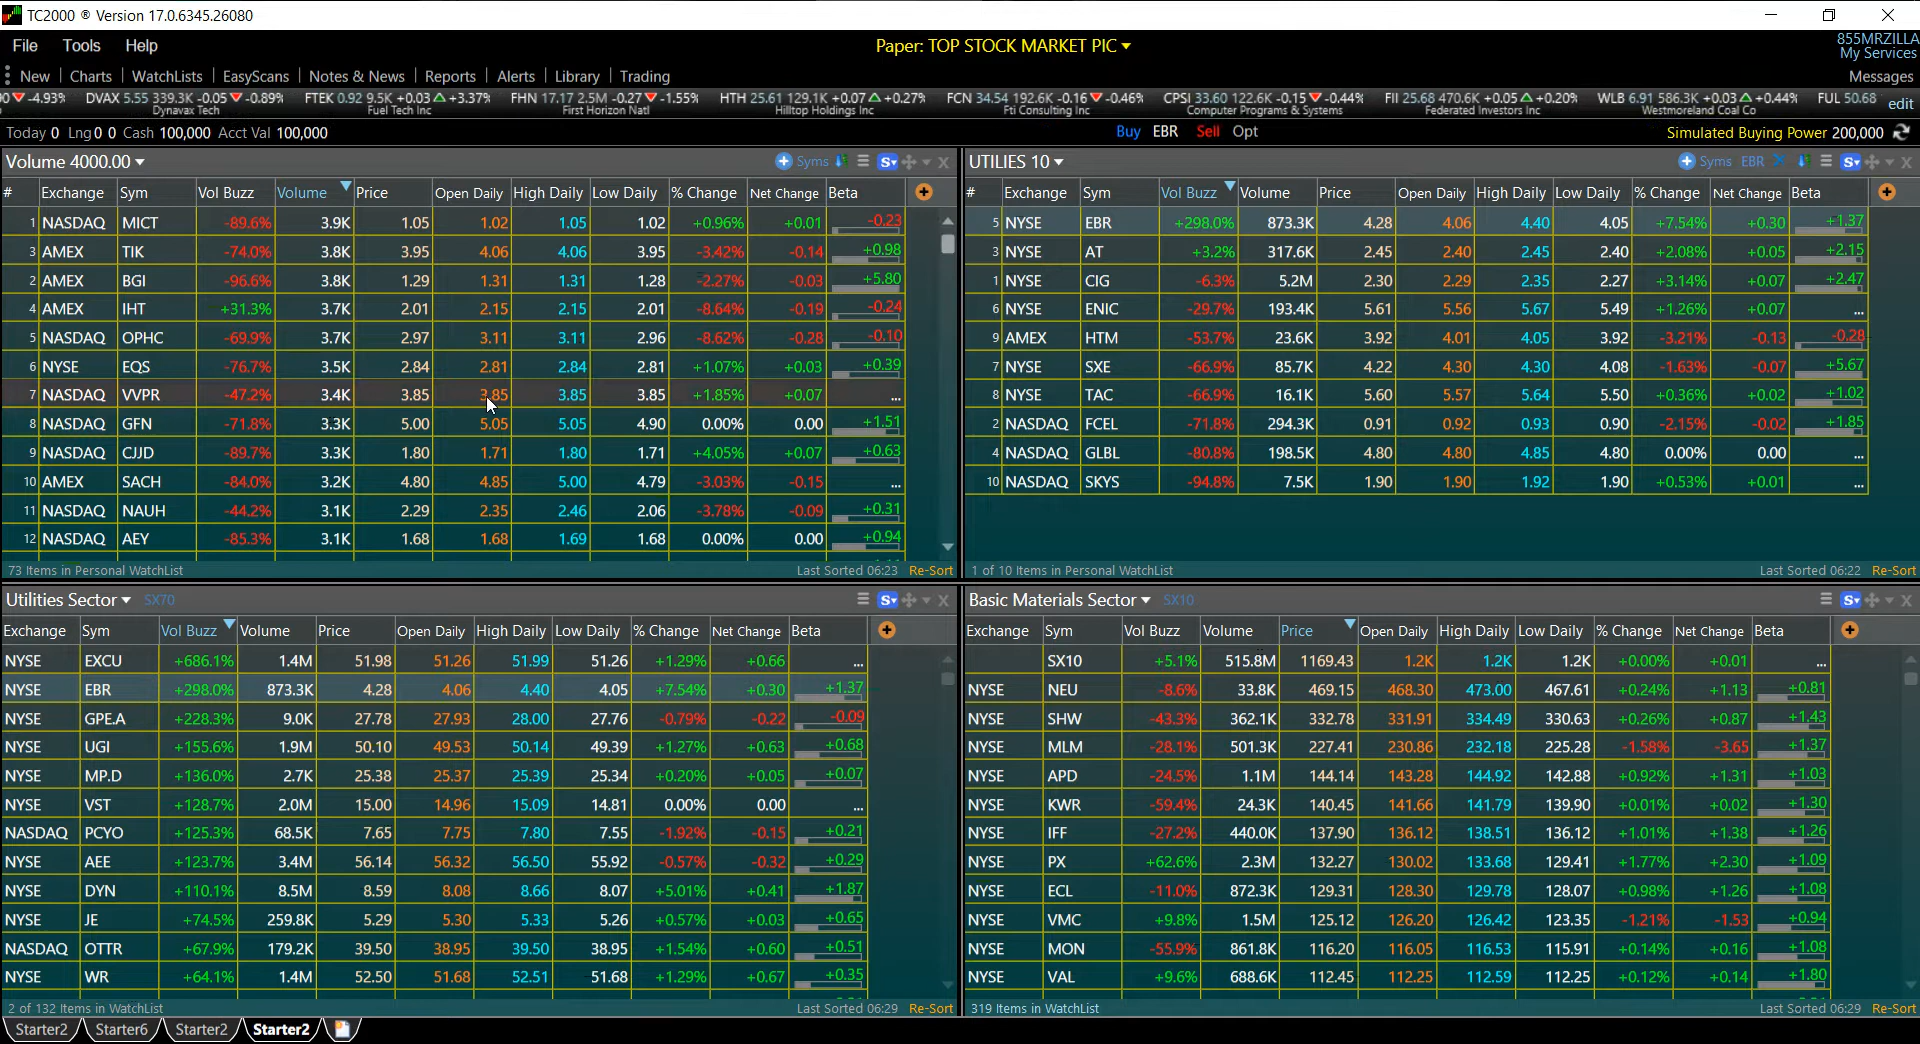 TC2000 ® Version 17.0.6345.26080
File Tools Help
Paper: TOP STOCK MARKET PIC
855MRZILLA
My Services
New Charts WatchLists EasyScans Notes & News Reports Alerts Library Trading
Messages
-4.93% DVAX 5.55 339.3K -0.05 -0.89% FTEK 0.92 9.5K +0.03 +3.37% FHN 17.17 2.5M -0.27 -1.55% HTH 25.61 129.1K +0.07 +0.27% FCN 34.54 192.6K -0.16 -0.46% CPSI 33.60 122.6K -0.15 -0.44% FII 25.68 470.6K +0.05 +0.20% WLB 6.91 586.3K +0.03 +0.44% FUL 50.68 edit
Dynavax Tech Fuel Tech Inc First Horizon Natl Hilltop Holdings Inc Fti Consulting Inc Computer Programs & Systems Federated Investors Inc Westmoreland Coal Co
Today 0 Lng 0 0 Cash 100,000 Acct Val 100,000
Buy EBR Sell Opt
Simulated Buying Power 200,000
Volume 4000.00
Syms S
# Exchange Sym Vol Buzz Volume Price Open Daily High Daily Low Daily % Change Net Change Beta
1 NASDAQ MICT -89.6% 3.9K 1.05 1.02 1.05 1.02 +0.96% +0.01 -0.23
3 AMEX TIK -74.0% 3.8K 3.95 4.06 4.06 3.95 -3.42% -0.14 +0.98
2 AMEX BGI -96.6% 3.8K 1.29 1.31 1.31 1.28 -2.27% -0.03 +5.80
4 AMEX IHT +31.3% 3.7K 2.01 2.15 2.15 2.01 -8.64% -0.19 -0.24
5 NASDAQ OPHC -69.9% 3.7K 2.97 3.11 3.11 2.96 -8.62% -0.28 -0.10
6 NYSE EQS -76.7% 3.5K 2.84 2.81 2.84 2.81 +1.07% +0.03 +0.39
7 NASDAQ VVPR -47.2% 3.4K 3.85 3.85 3.85 3.85 +1.85% +0.07 ...
8 NASDAQ GFN -71.8% 3.3K 5.00 5.05 5.05 4.90 0.00% 0.00 +1.51
9 NASDAQ CJJD -89.7% 3.3K 1.80 1.71 1.80 1.71 +4.05% +0.07 +0.63
10 AMEX SACH -84.0% 3.2K 4.80 4.85 5.00 4.79 -3.03% -0.15 ...
11 NASDAQ NAUH -44.2% 3.1K 2.29 2.35 2.46 2.06 -3.78% -0.09 +0.31
12 NASDAQ AEY -85.3% 3.1K 1.68 1.68 1.69 1.68 0.00% 0.00 +0.94
73 Items in Personal WatchList Last Sorted 06:23 Re-Sort
UTILIES 10
Syms EBR S
# Exchange Sym Vol Buzz Volume Price Open Daily High Daily Low Daily % Change Net Change Beta
5 NYSE EBR +298.0% 873.3K 4.28 4.06 4.40 4.05 +7.54% +0.30 +1.37
3 NYSE AT +3.2% 317.6K 2.45 2.40 2.45 2.40 +2.08% +0.05 +2.15
1 NYSE CIG -6.3% 5.2M 2.30 2.29 2.35 2.27 +3.14% +0.07 +2.47
6 NYSE ENIC -29.7% 193.4K 5.61 5.56 5.67 5.49 +1.26% +0.07 ...
9 AMEX HTM -53.7% 23.6K 3.92 4.01 4.05 3.92 -3.21% -0.13 -0.28
7 NYSE SXE -66.9% 85.7K 4.22 4.30 4.30 4.08 -1.63% -0.07 +5.67
8 NYSE TAC -66.9% 16.1K 5.60 5.57 5.64 5.50 +0.36% +0.02 +1.02
2 NASDAQ FCEL -71.8% 294.3K 0.91 0.92 0.93 0.90 -2.15% -0.02 +1.85
4 NASDAQ GLBL -80.8% 198.5K 4.80 4.80 4.85 4.80 0.00% 0.00 ...
10 NASDAQ SKYS -94.8% 7.5K 1.90 1.90 1.92 1.90 +0.53% +0.01 ...
1 of 10 Items in Personal WatchList Last Sorted 06:22 Re-Sort
Utilities Sector SX70
S
Exchange Sym Vol Buzz Volume Price Open Daily High Daily Low Daily % Change Net Change Beta
NYSE EXCU +686.1% 1.4M 51.98 51.26 51.99 51.26 +1.29% +0.66 ...
NYSE EBR +298.0% 873.3K 4.28 4.06 4.40 4.05 +7.54% +0.30 +1.37
NYSE GPE.A +228.3% 9.0K 27.78 27.93 28.00 27.76 -0.79% -0.22 -0.09
NYSE UGI +155.6% 1.9M 50.10 49.53 50.14 49.39 +1.27% +0.63 +0.68
NYSE MP.D +136.0% 2.7K 25.38 25.37 25.39 25.34 +0.20% +0.05 +0.07
NYSE VST +128.7% 2.0M 15.00 14.96 15.09 14.81 0.00% 0.00 ...
NASDAQ PCYO +125.3% 68.5K 7.65 7.75 7.80 7.55 -1.92% -0.15 +0.21
NYSE AEE +123.7% 3.4M 56.14 56.32 56.50 55.92 -0.57% -0.32 +0.29
NYSE DYN +110.1% 8.5M 8.59 8.08 8.66 8.07 +5.01% +0.41 +1.87
NYSE JE +74.5% 259.8K 5.29 5.30 5.33 5.26 +0.57% +0.03 +0.65
NASDAQ OTTR +67.9% 179.2K 39.50 38.95 39.50 38.95 +1.54% +0.60 +0.51
NYSE WR +64.1% 1.4M 52.50 51.68 52.51 51.68 +1.29% +0.67 +0.35
2 of 132 Items in WatchList Last Sorted 06:29 Re-Sort
Basic Materials Sector SX10
S
Exchange Sym Vol Buzz Volume Price Open Daily High Daily Low Daily % Change Net Change Beta
SX10 +5.1% 515.8M 1169.43 1.2K 1.2K 1.2K +0.00% +0.01 ...
NYSE NEU -8.6% 33.8K 469.15 468.30 473.00 467.61 +0.24% +1.13 +0.81
NYSE SHW -43.3% 362.1K 332.78 331.91 334.49 330.63 +0.26% +0.87 +1.43
NYSE MLM -28.1% 501.3K 227.41 230.86 232.18 225.28 -1.58% -3.65 +1.37
NYSE APD -24.5% 1.1M 144.14 143.28 144.92 142.88 +0.92% +1.31 +1.03
NYSE KWR -59.4% 24.3K 140.45 141.66 141.79 139.90 +0.01% +0.02 +1.30
NYSE IFF -27.2% 440.0K 137.90 136.12 138.51 136.12 +1.01% +1.38 +1.26
NYSE PX +62.6% 2.3M 132.27 130.02 133.68 129.41 +1.77% +2.30 +1.09
NYSE ECL -11.0% 872.3K 129.31 128.30 129.78 128.07 +0.98% +1.26 +1.08
NYSE VMC +9.8% 1.5M 125.12 126.20 126.42 123.35 -1.21% -1.53 +0.94
NYSE MON -55.9% 861.8K 116.20 116.05 116.53 115.91 +0.14% +0.16 +1.08
NYSE VAL +9.6% 688.6K 112.45 112.25 112.59 112.25 +0.12% +0.14 +1.80
319 Items in WatchList Last Sorted 06:29 Re-Sort
Starter2 Starter6 Starter2 Starter2